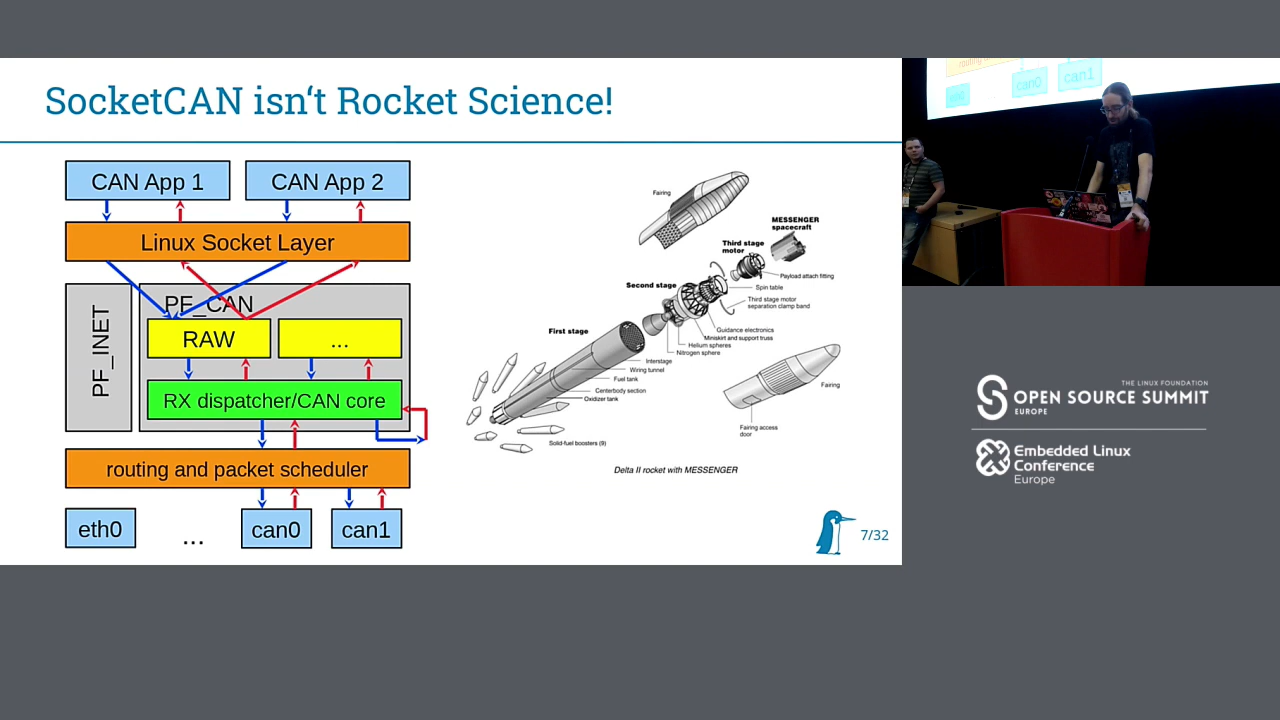 SocketCAN isn‘t Rocket Science!
CAN App 1
CAN App 2
Linux Socket Layer
PF_INET
PF_CAN
RAW
...
RX dispatcher/CAN core
routing and packet scheduler
eth0
...
can0
can1
Fairing
MESSENGER
spacecraft
Third stage
motor
Payload attach fitting
Second stage
Spin table
Third stage motor
separation clamp band
First stage
Guidance electronics
Miniskirt and support truss
Helium spheres
Nitrogen sphere
Interstage
Wiring tunnel
Fuel tank
Centerbody section
Oxidizer tank
Fairing
Fairing access
door
Solid-fuel boosters (9)
Delta II rocket with MESSENGER
7/32
can0
can1
THE LINUX FOUNDATION
OPEN SOURCE SUMMIT
EUROPE
Embedded Linux
Conference
Europe